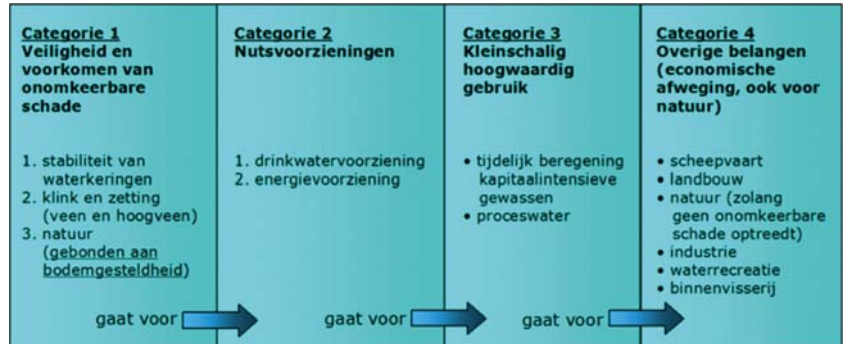 Categorie 1
Veiligheid en
voorkomen van
onomkeerbare
schade
1. stabiliteit van
waterkeringen
2. klink en zetting
(veen en hoogveen)
3. natuur
(gebonden aan
bodemgesteldheid)
gaat voor
Categorie 2
Nutsvoorzieningen
1. drinkwatervoorziening
2. energievoorziening
gaat voor
Categorie 3
Kleinschalig
hoogwaardig
gebruik
• tijdelijk beregening
kapitaalintensieve
gewassen
• proceswater
gaat voor
Categorie 4
Overige belangen
(economische
afweging, ook voor
natuur)
• scheepvaart
• landbouw
• natuur (zolang
geen onomkeerbare
schade optreedt)
• industrie
• waterrecreatie
• binnenvisserij